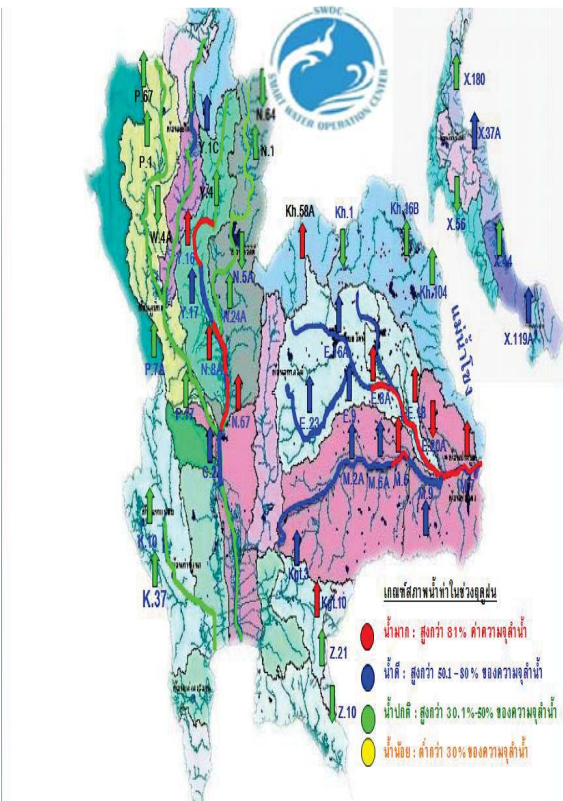 SWOC
SMART WATER OPERATION CENTER
P.67
N.64
X.180
X.37A
P.1
Y.1C
N.1
Y.4
Kh.58A
Kh.1
Kh.16B
X.56
W.4A
Y.16
N.5A
Kh.104
X.44
Y.17
N.24A
แม่น้ำโขง
X.119A
P.7A
N.8A
E.16A
E.8A
E.18
P.17
N.67
E.23
E.9
E.20A
C.2
M.2A
M.6A
M.6
M.9
M.7
K.10
K.37
Kgt.3
Kgt.10
Z.21
Z.10
เกณฑ์สภาพน้ำท่าในช่วงฤดูฝน
น้ำมาก : สูงกว่า 81% ค่าความจุลำน้ำ
น้ำดี : สูงกว่า 50.1 - 80 % ของความจุลำน้ำ
น้ำปกติ : สูงกว่า 30.1%-50% ของความจุลำน้ำ
น้ำน้อย : ต่ำกว่า 30% ของความจุลำน้ำ